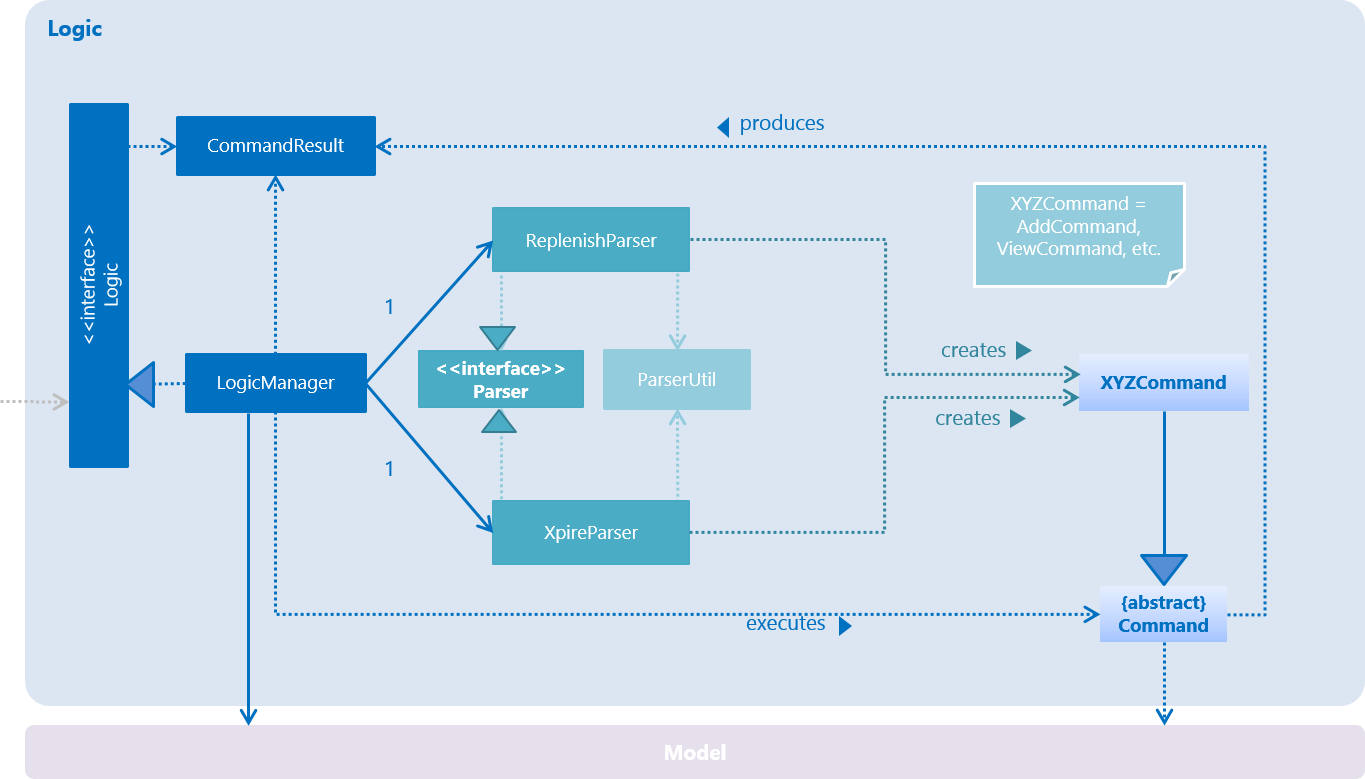 Logic
produces
CommandResult
XYZCommand =
AddCommand,
ViewCommand, etc.
<<interface>>
Logic
ReplenishParser
1
creates
<<interface>>
Parser
ParserUtil
LogicManager
XYZCommand
creates
1
XpireParser
{abstract}
Command
executes
Model